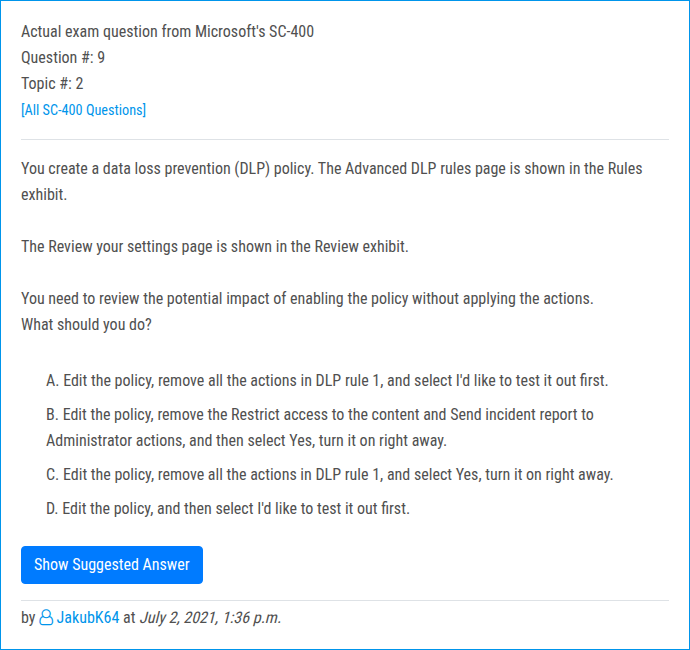 Actual exam question from Microsoft's SC-400
Question #: 9
Topic #: 2
[All SC-400 Questions]
You create a data loss prevention (DLP) policy. The Advanced DLP rules page is shown in the Rules
exhibit.
The Review your settings page is shown in the Review exhibit.
You need to review the potential impact of enabling the policy without applying the actions.
What should you do?
A. Edit the policy, remove all the actions in DLP rule 1, and select I'd like to test it out first.
B. Edit the policy, remove the Restrict access to the content and Send incident report to
Administrator actions, and then select Yes, turn it on right away.
C. Edit the policy, remove all the actions in DLP rule 1, and select Yes, turn it on right away.
D. Edit the policy, and then select I'd like to test it out first.
Show Suggested Answer
by JakubK64 at July 2, 2021, 1:36 p.m.